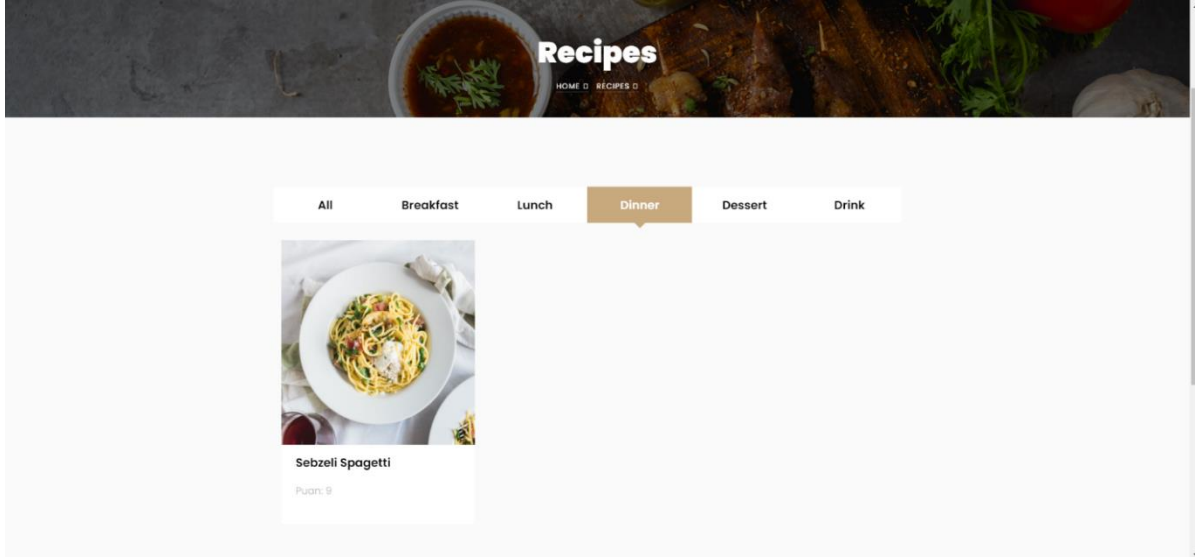 Recipes
HOME RECIPES
All Breakfast Lunch Dinner Dessert Drink
Sebzeli Spagetti
Puan: 9